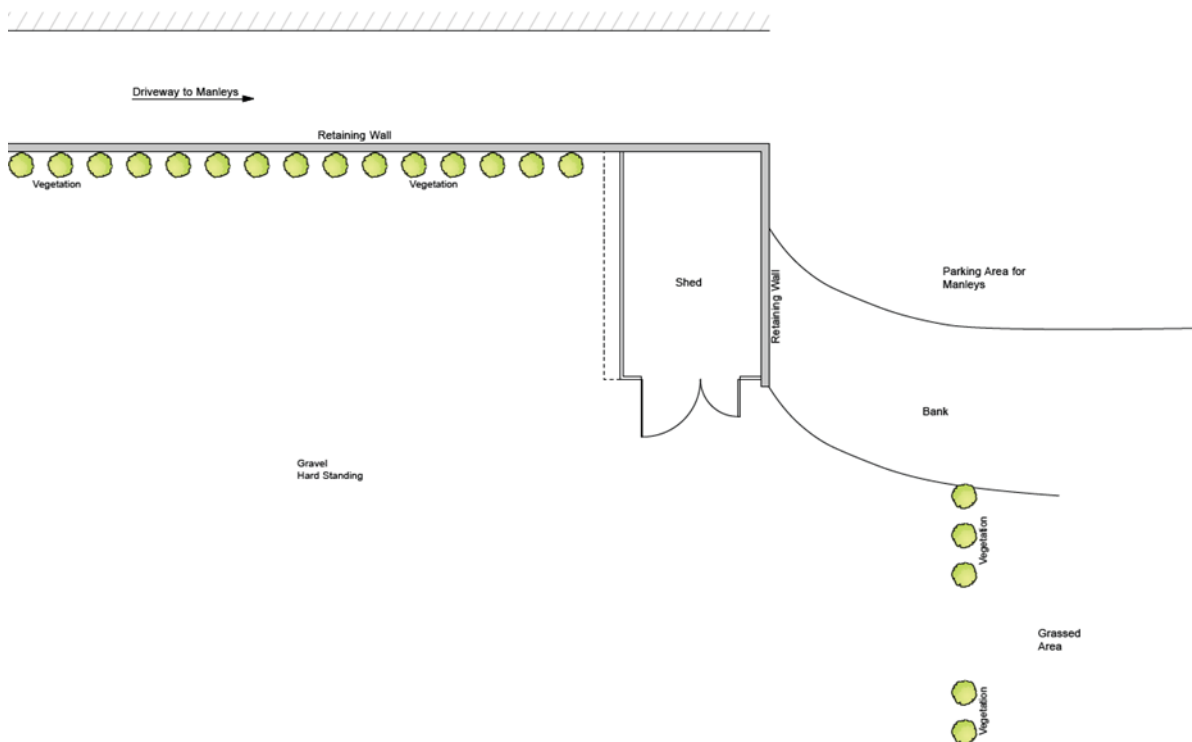 Driveway to Manleys
Retaining Wall
Vegetation
Vegetation
Shed
Retaining Wall
Parking Area for
Manleys
Bank
Gravel
Hard Standing
Vegetation
Grassed
Area
Vegetation